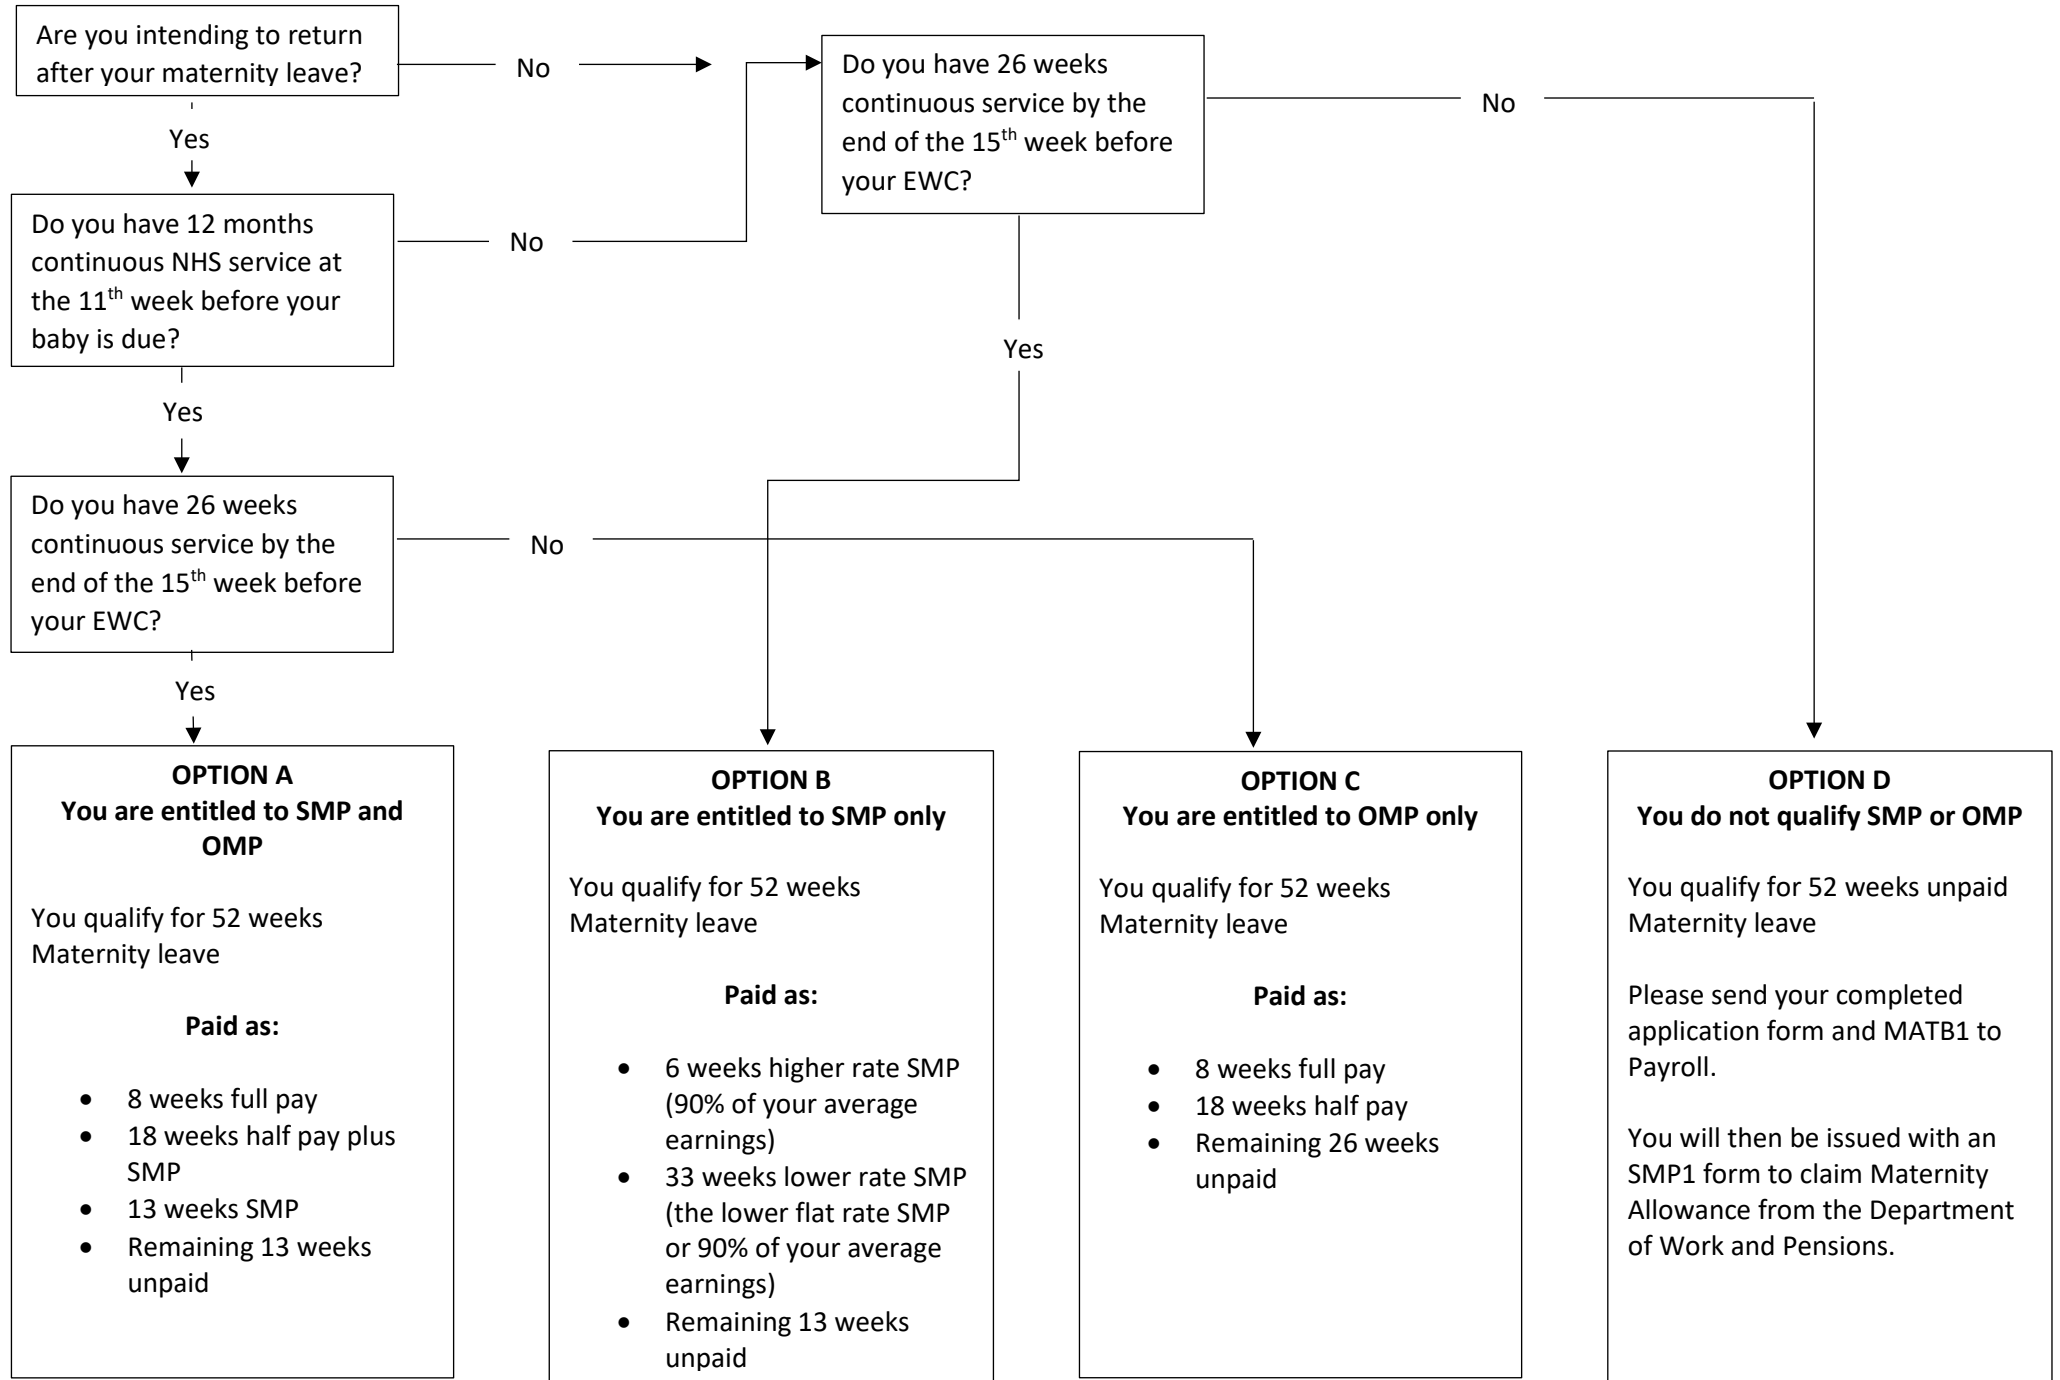 Are you intending to return
after your maternity leave?
No
Do you have 26 weeks
continuous service by the
end of the 15th week before
your EWC?
No
Yes
Do you have 12 months
continuous NHS service at
the 11th week before your
baby is due?
No
Yes
Yes
Do you have 26 weeks
continuous service by the
end of the 15th week before
your EWC?
No
Yes
OPTION A
You are entitled to SMP and
OMP
You qualify for 52 weeks
Maternity leave
Paid as:
• 8 weeks full pay
• 18 weeks half pay plus
SMP
• 13 weeks SMP
• Remaining 13 weeks
unpaid
OPTION B
You are entitled to SMP only
You qualify for 52 weeks
Maternity leave
Paid as:
• 6 weeks higher rate SMP
(90% of your average
earnings)
• 33 weeks lower rate SMP
(the lower flat rate SMP
or 90% of your average
earnings)
• Remaining 13 weeks
unpaid
OPTION C
You are entitled to OMP only
You qualify for 52 weeks
Maternity leave
Paid as:
• 8 weeks full pay
• 18 weeks half pay
• Remaining 26 weeks
unpaid
OPTION D
You do not qualify SMP or OMP
You qualify for 52 weeks unpaid
Maternity leave
Please send your completed
application form and MATB1 to
Payroll.
You will then be issued with an
SMP1 form to claim Maternity
Allowance from the Department
of Work and Pensions.